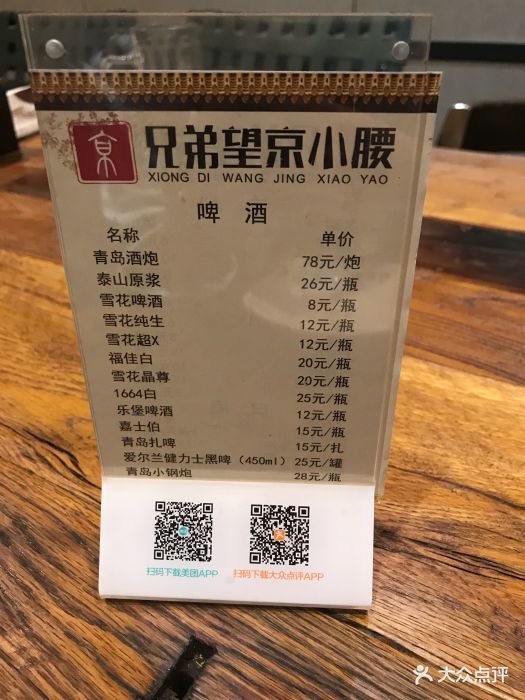 京
兄弟望京小腰
XIONG DI WANG JING XIAO YAO
啤 酒
名称 单价
青岛酒炮 78元/炮
泰山原浆 26元/瓶
雪花啤酒 8元/瓶
雪花纯生 12元/瓶
雪花超X 12元/瓶
福佳白 20元/瓶
雪花晶尊 20元/瓶
1664白 25元/瓶
乐堡啤酒 12元/瓶
嘉士伯 15元/瓶
青岛扎啤 15元/扎
爱尔兰健力士黑啤（450ml） 25元/罐
青岛小钢炮 28元/瓶
扫码下载美团APP 扫码下载大众点评APP
大众点评